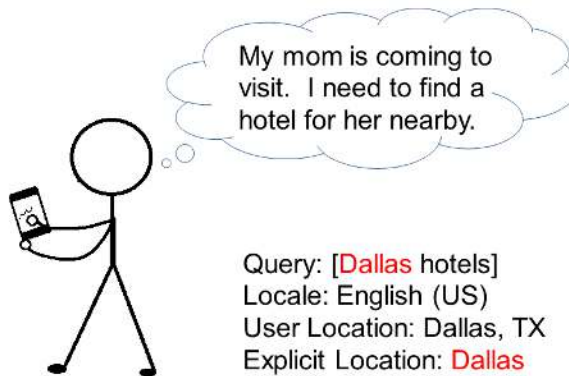 My mom is coming to
visit.  I need to find a
hotel for her nearby.
Query: [Dallas hotels]
Locale: English (US)
User Location: Dallas, TX
Explicit Location: Dallas